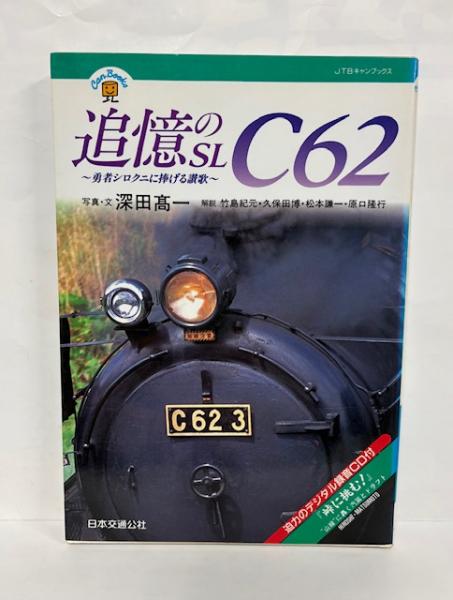 JTBキャンブックス
Can Books
追憶のSL C62
～勇者シロクニに捧げる讃歌～
写真・文 深田高一 解説 竹島紀元・久保田博・松本謙一・原口隆行
C62 3
迫力のデジタル録音CD付
『峠に挑む!』
日本交通公社